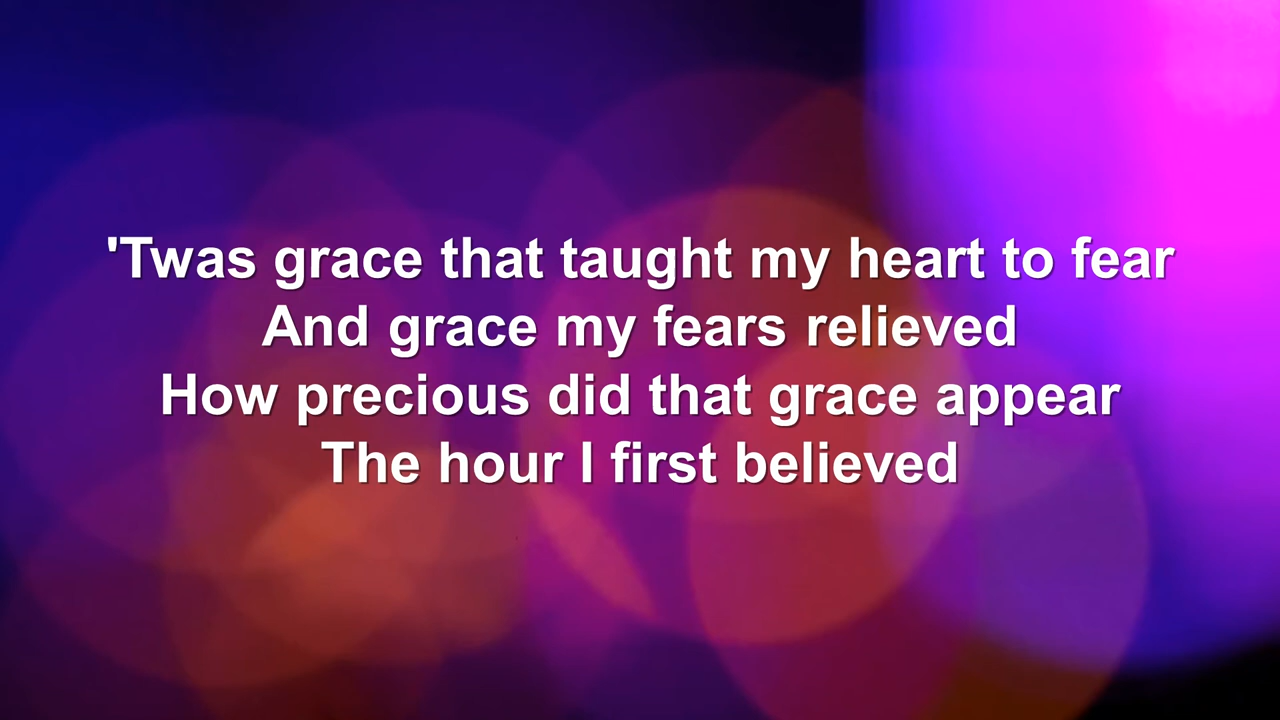 'Twas grace that taught my heart to fear
And grace my fears relieved
How precious did that grace appear
The hour I first believed